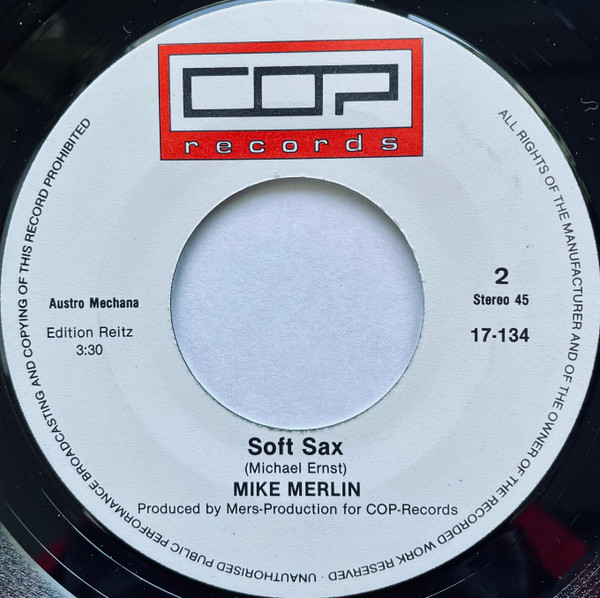 COP
records
ALL RIGHTS OF THE MANUFACTURER AND OF THE OWNER OF THE RECORDED WORK RESERVED · UNAUTHORISED PUBLIC PERFORMANCE BROADCASTING AND COPYING OF THIS RECORD PROHIBITED
Austro Mechana
Edition Reitz
3:30
2
Stereo 45
17-134
Soft Sax
(Michael Ernst)
MIKE MERLIN
Produced by Mers-Production for COP-Records